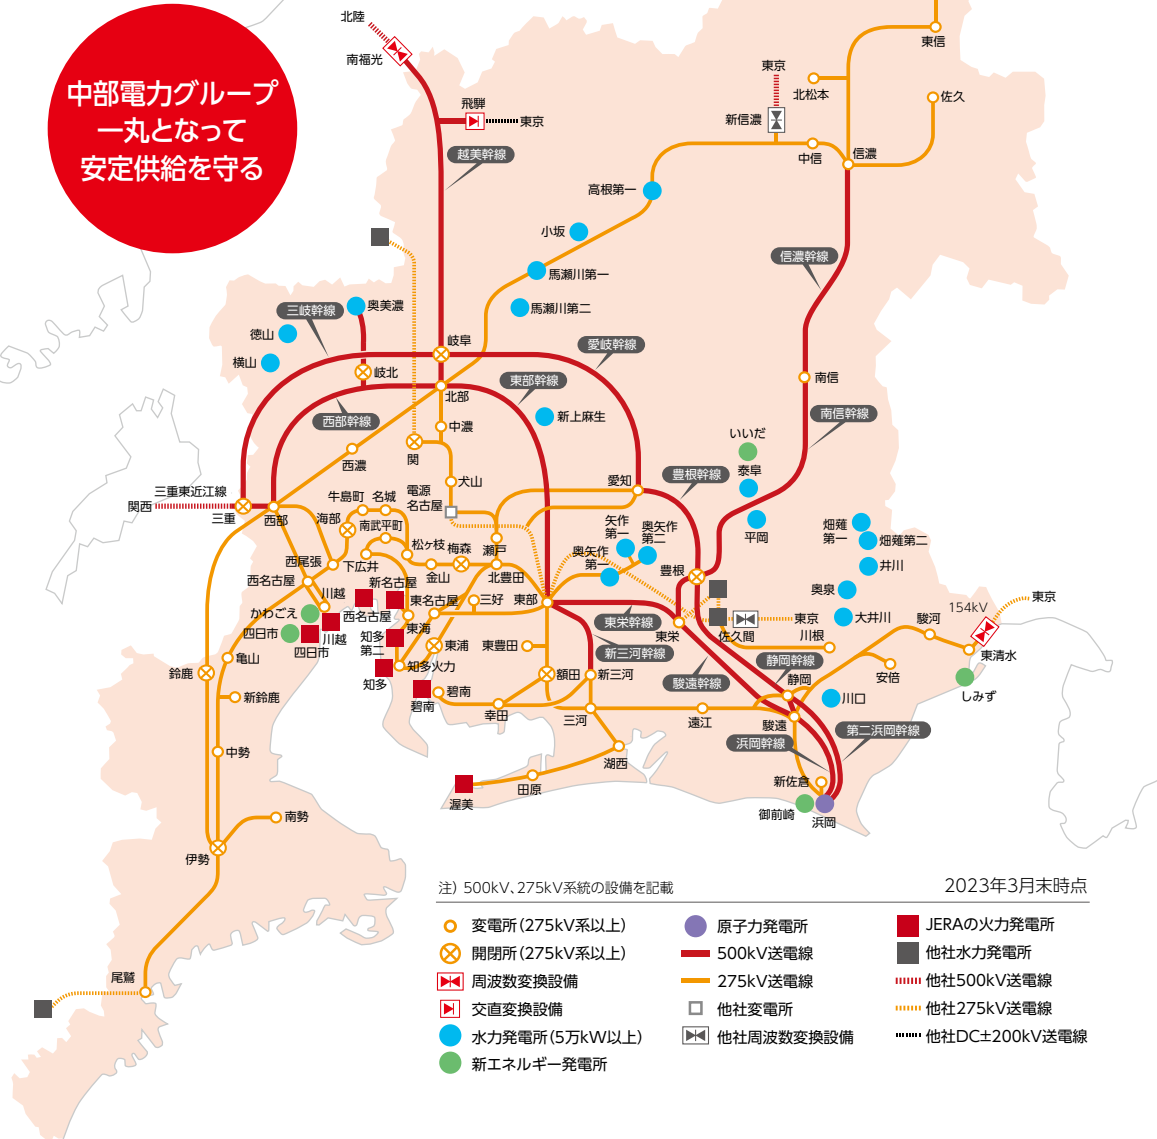 中部電力グループ
一丸となって
安定供給を守る
北陸
南福光
飛騨
東京
越美幹線
東信
東京
北松本
佐久
新信濃
中信
信濃
高根第一
小坂
馬瀬川第一
馬瀬川第二
信濃幹線
三岐幹線
奥美濃
徳山
横山
岐阜
岐北
愛岐幹線
東部幹線
北部
西部幹線
新上麻生
中濃
南信
南信幹線
関
西濃
いいだ
泰阜
平岡
犬山
電源
名古屋
愛知
豊根幹線
三重東近江線
関西
三重
西部
牛島町
名城
海部
南武平町
松ヶ枝
梅森
瀬戸
矢作
第一
奥矢作
第二
奥矢作
第一
豊根
畑薙
第一
畑薙第二
井川
奥泉
大井川
西尾張
下広井
金山
北豊田
西名古屋
新名古屋
川越
かわごえ
西名古屋
東名古屋
三好
東部
東栄幹線
東栄
佐久間
東京
川根
154kV
東京
駿河
東清水
四日市
四日市
川越
東海
知多
第二
東浦
東豊田
新三河幹線
静岡幹線
安倍
しみず
亀山
鈴鹿
知多
知多火力
額田
新三河
駿遠幹線
静岡
川口
新鈴鹿
碧南
碧南
幸田
三河
遠江
駿遠
第二浜岡幹線
浜岡幹線
中勢
湖西
新佐倉
渥美
田原
御前崎
浜岡
南勢
伊勢
尾鷲
注）500kV、275kV系統の設備を記載
2023年3月末時点
変電所（275kV系以上）
開閉所（275kV系以上）
周波数変換設備
交直変換設備
水力発電所（5万kW以上）
新エネルギー発電所
原子力発電所
500kV送電線
275kV送電線
他社変電所
他社周波数変換設備
JERAの火力発電所
他社水力発電所
他社500kV送電線
他社275kV送電線
他社DC±200kV送電線